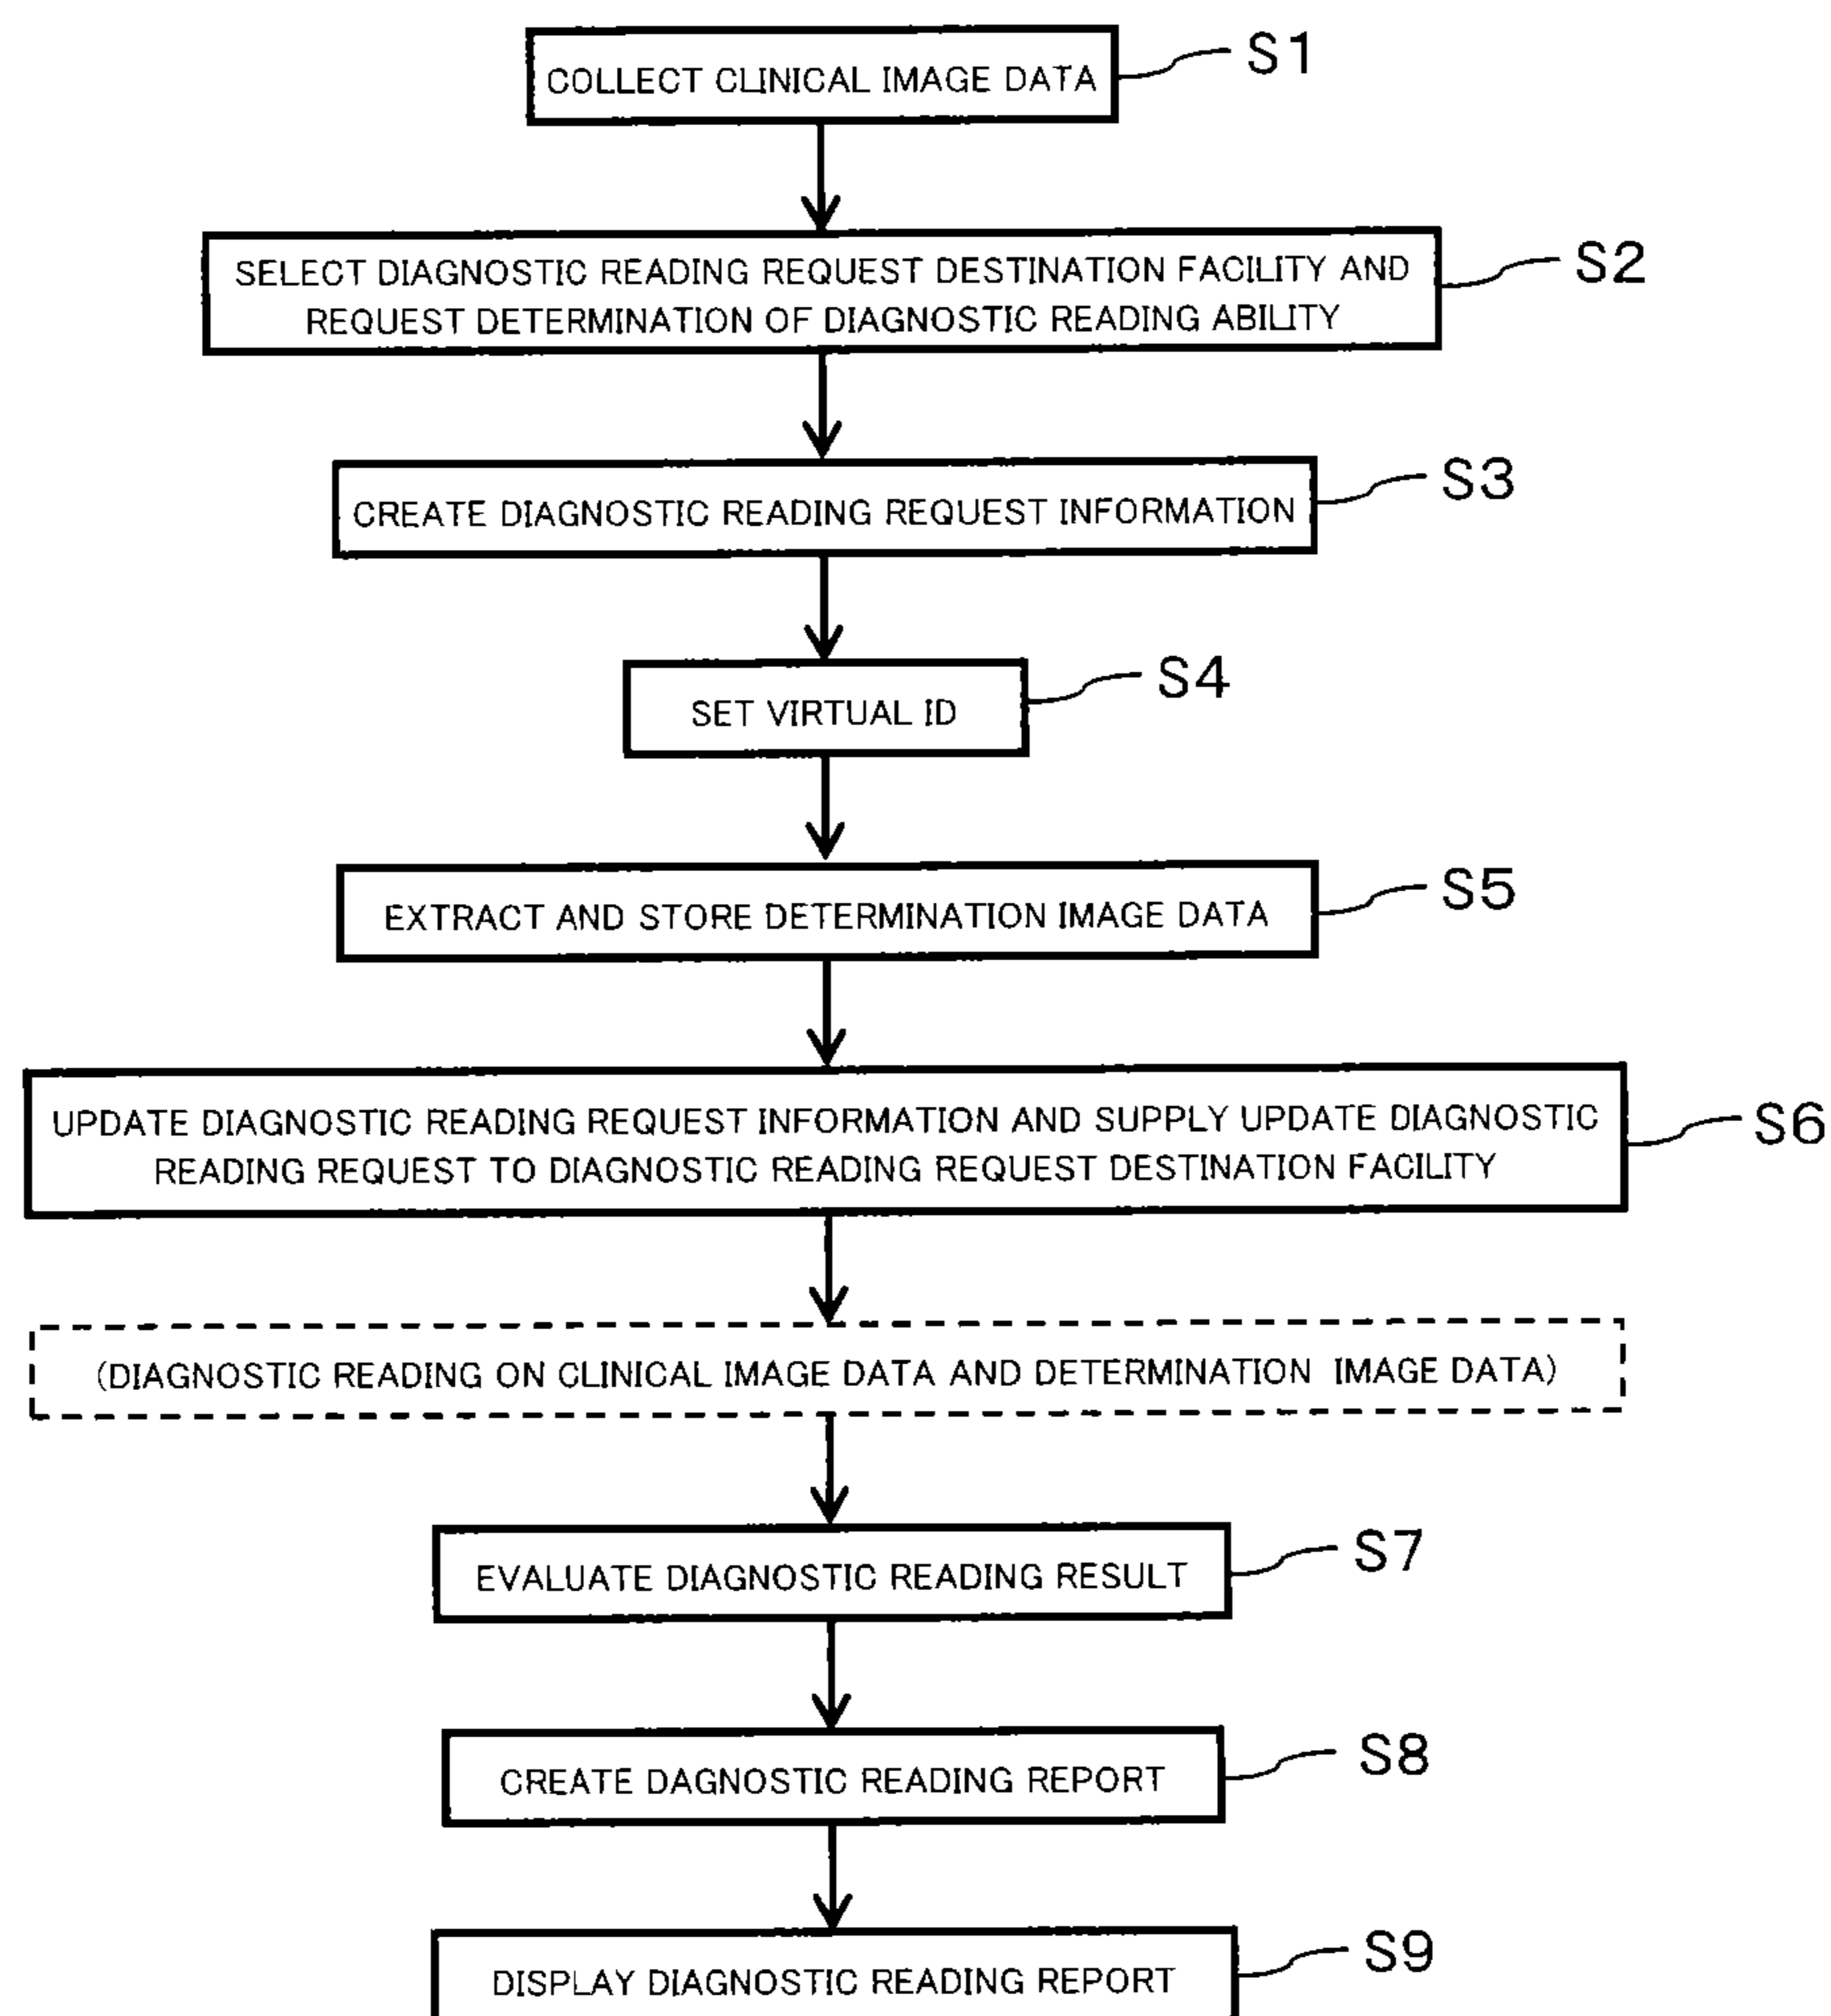 COLLECT CLINICAL IMAGE DATA
S1
SELECT DIAGNOSTIC READING REQUEST DESTINATION FACILITY AND
REQUEST DETERMINATION OF DIAGNOSTIC READING ABILITY
S2
CREATE DIAGNOSTIC READING REQUEST INFORMATION
S3
SET VIRTUAL ID
S4
EXTRACT AND STORE DETERMINATION IMAGE DATA
S5
UPDATE DIAGNOSTIC READING REQUEST INFORMATION AND SUPPLY UPDATE DIAGNOSTIC
READING REQUEST TO DIAGNOSTIC READING REQUEST DESTINATION FACILITY
S6
(DIAGNOSTIC READING ON CLINICAL IMAGE DATA AND DETERMINATION IMAGE DATA)
EVALUATE DIAGNOSTIC READING RESULT
S7
CREATE DAGNOSTIC READING REPORT
S8
DISPLAY DIAGNOSTIC READING REPORT
S9